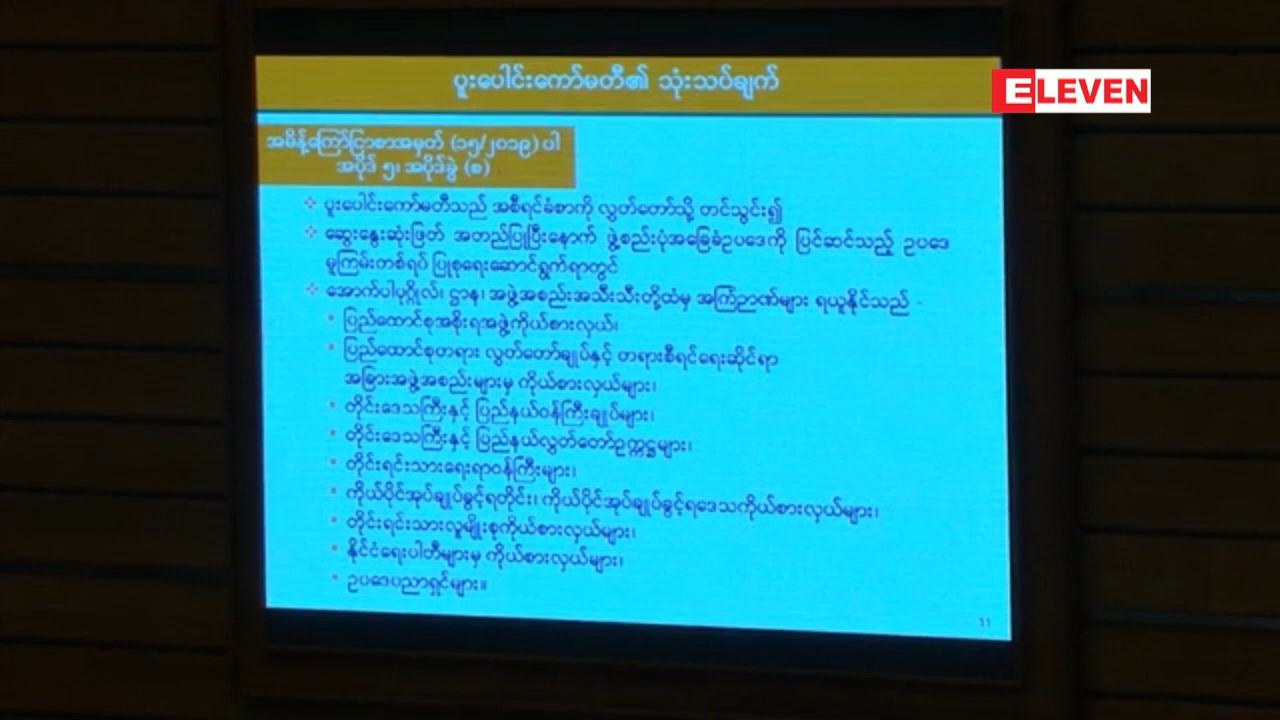 ပူးပေါင်းကော်မတီ၏ သုံးသပ်ချက်
ELEVEN
အမိန့်ကြော်ငြာစာအမှတ် (၁၅/၂၀၁၉) ပါ
အပိုဒ် ၅၊ အပိုဒ်ခွဲ (စ)
ပူးပေါင်းကော်မတီသည် အစီရင်ခံစာကို လွှတ်တော်သို့ တင်သွင်း၍
ဆွေးနွေးဆုံးဖြတ် အတည်ပြုပြီးနောက် ဖွဲ့စည်းပုံအခြေခံဥပဒေကို ပြင်ဆင်သည့် ဥပဒေ
မူကြမ်းတစ်ရပ် ပြုစုရေးဆောင်ရွက်ရာတွင်
အောက်ပါပုဂ္ဂိုလ်၊ ဌာန၊ အဖွဲ့အစည်းအသီးသီးတို့ထံမှ အကြံဉာဏ်များ ရယူနိုင်သည် -
ပြည်ထောင်စုအစိုးရအဖွဲ့ကိုယ်စားလှယ်၊
ပြည်ထောင်စုတရား လွှတ်တော်ချုပ်နှင့် တရားစီရင်ရေးဆိုင်ရာ
အခြားအဖွဲ့အစည်းများမှ ကိုယ်စားလှယ်များ၊
တိုင်းဒေသကြီးနှင့် ပြည်နယ်ဝန်ကြီးချုပ်များ၊
တိုင်းဒေသကြီးနှင့် ပြည်နယ်လွှတ်တော်ဥက္ကဋ္ဌများ၊
တိုင်းရင်းသားရေးရာဝန်ကြီးများ၊
ကိုယ်ပိုင်အုပ်ချုပ်ခွင့်ရတိုင်း၊ ကိုယ်ပိုင်အုပ်ချုပ်ခွင့်ရဒေသကိုယ်စားလှယ်များ၊
တိုင်းရင်းသားလူမျိုးစုကိုယ်စားလှယ်များ၊
နိုင်ငံရေးပါတီများမှ ကိုယ်စားလှယ်များ၊
ဥပဒေပညာရှင်များ။
31